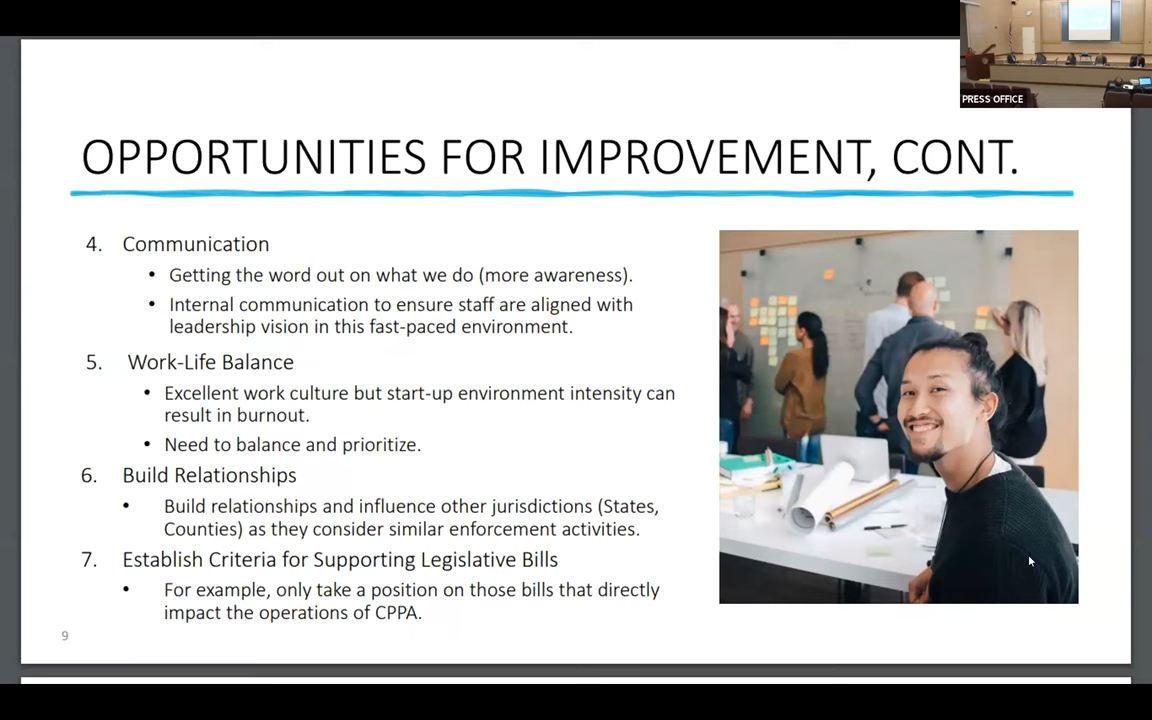 PRESS OFFICE
OPPORTUNITIES FOR IMPROVEMENT, CONT.
4. Communication
• Getting the word out on what we do (more awareness).
• Internal communication to ensure staff are aligned with
leadership vision in this fast-paced environment.
5. Work-Life Balance
• Excellent work culture but start-up environment intensity can
result in burnout.
• Need to balance and prioritize.
6. Build Relationships
• Build relationships and influence other jurisdictions (States,
Counties) as they consider similar enforcement activities.
7. Establish Criteria for Supporting Legislative Bills
• For example, only take a position on those bills that directly
impact the operations of CPPA.
9